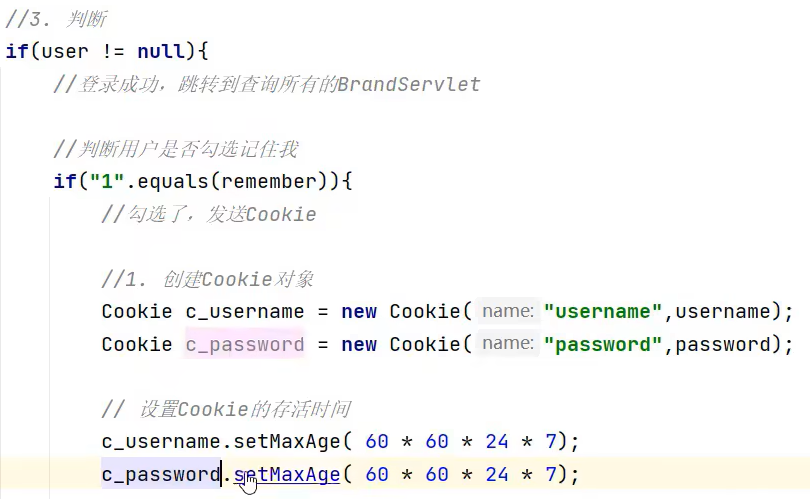 //3. 判断
if(user != null){
//登录成功，跳转到查询所有的BrandServlet
//判断用户是否勾选记住我
if("1".equals(remember)){
//勾选了，发送Cookie
//1. 创建Cookie对象
Cookie c_username = new Cookie( name: "username",username);
Cookie c_password = new Cookie( name: "password",password);
// 设置Cookie的存活时间
c_username.setMaxAge( 60 * 60 * 24 * 7);
c_password.setMaxAge( 60 * 60 * 24 * 7);